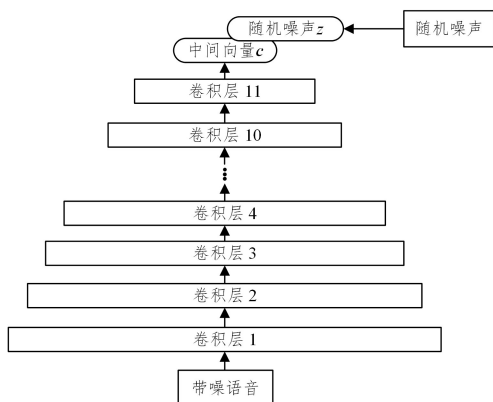 随机噪声z
随机噪声
中间向量c
卷积层 11
卷积层 10
卷积层 4
卷积层 3
卷积层 2
卷积层 1
带噪语音